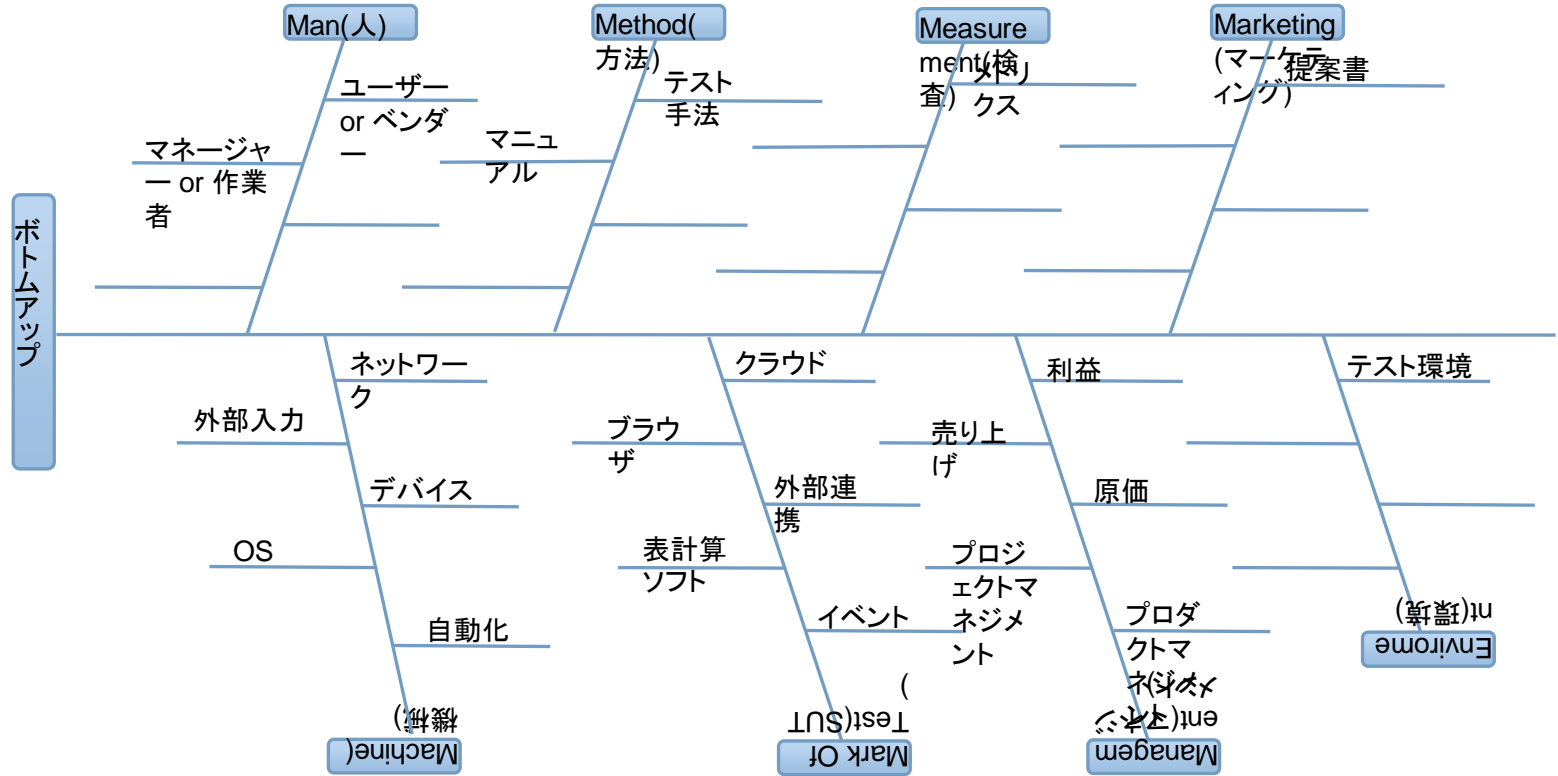 Man(人)
Method(
方法)
Measure
ment(検
査)
Marketing
(マーケテ
ィング)
ユーザー
or ベンダ
ー
テスト
手法
メトリ
クス
提案書
マネージャ
ー or 作業
者
マニュ
アル
ボトムアップ
ネットワー
ク
クラウド
利益
テスト環境
外部入力
ブラウ
ザ
売り上
げ
デバイス
外部連
携
原価
OS
表計算
ソフト
プロジ
ェクトマ
ネジメ
ント
自動化
イベント
プロダ
クトマ
ネジメ
ント
Machine(
機械)
Mark Of
Test(SUT
)
Managem
ent(マネジ
メント)
Envirome
nt(環境)